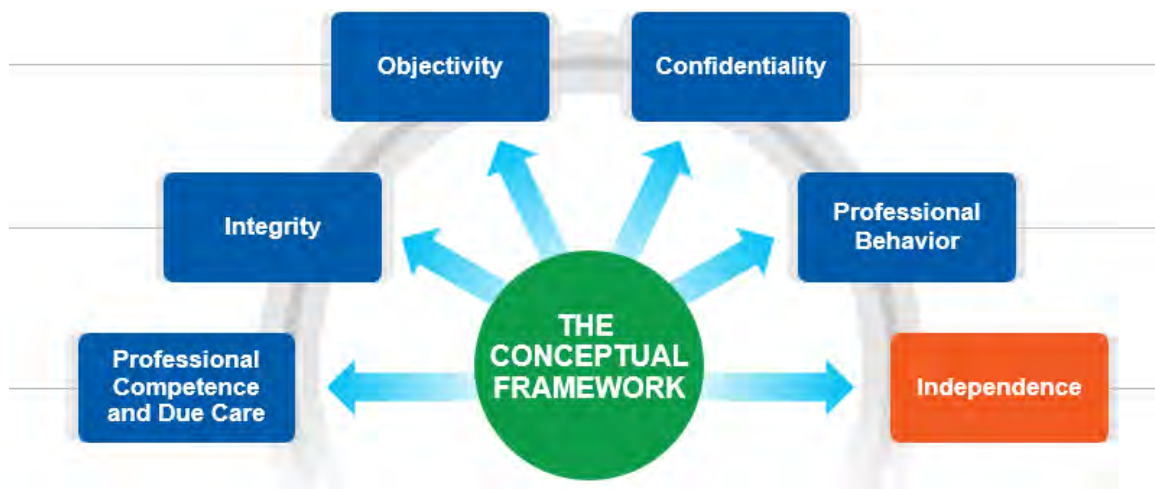 Objectivity
Confidentiality
Integrity
Professional
Behavior
THE
CONCEPTUAL
FRAMEWORK
Professional
Competence
and Due Care
Independence